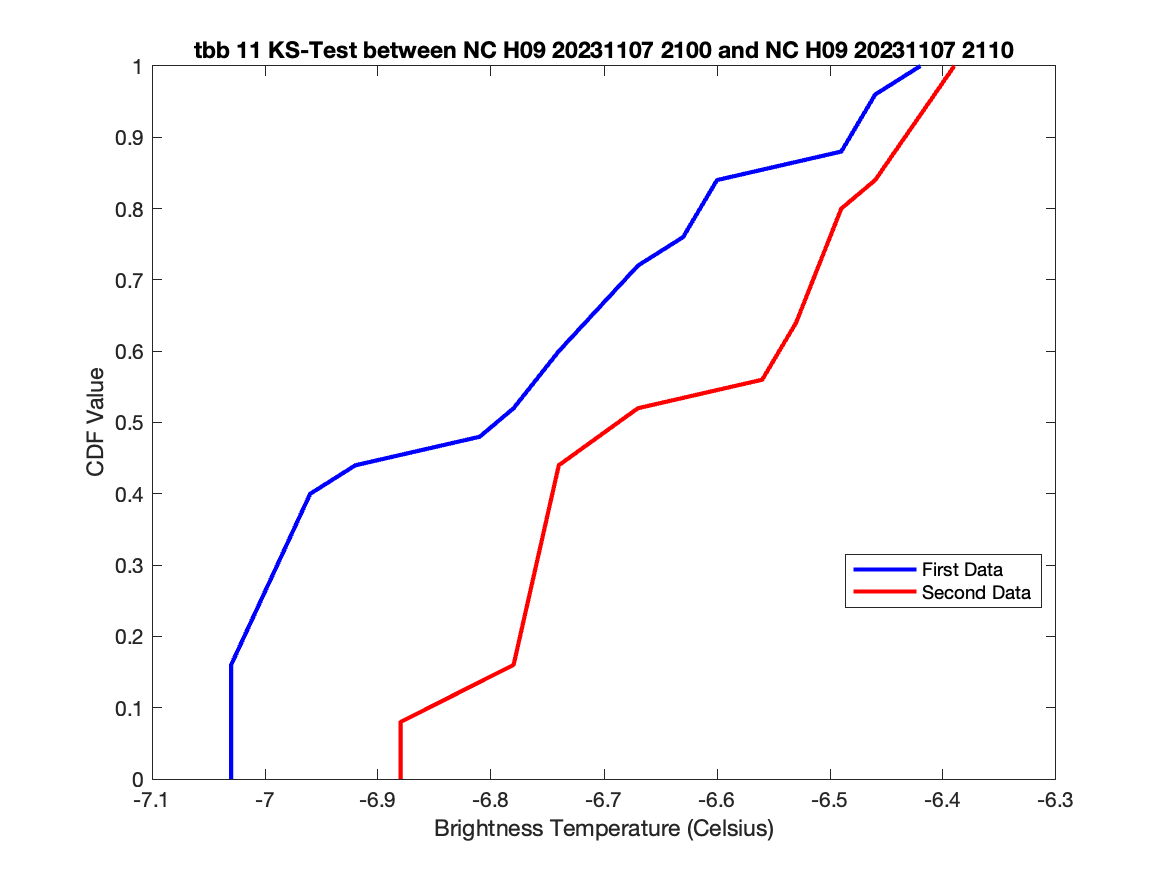 tbb 11 KS-Test between NC H09 20231107 2100 and NC H09 20231107 2110
1
0.9
0.8
0.7
0.6
0.5
0.4
0.3
0.2
0.1
0
CDF Value
First Data
Second Data
-7.1 -7 -6.9 -6.8 -6.7 -6.6 -6.5 -6.4 -6.3
Brightness Temperature (Celsius)